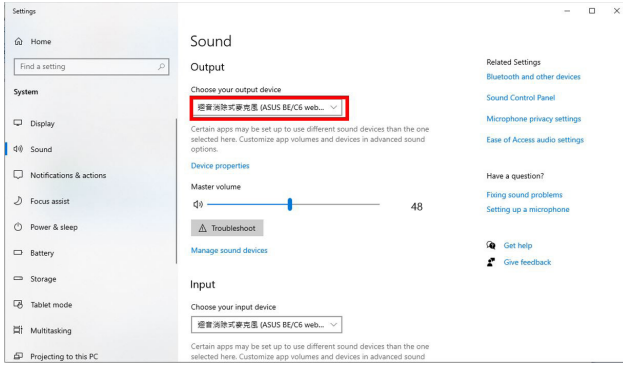 Settings
Home
Find a setting
System
Display
Sound
Notifications & actions
Focus assist
Power & sleep
Battery
Storage
Tablet mode
Multitasking
Projecting to this PC
Sound
Output
Choose your output device
迴音消除式麥克風 (ASUS BE/C6 web...
Certain apps may be set up to use different sound devices than the one
selected here. Customize app volumes and devices in advanced sound
options.
Device properties
Master volume
48
Troubleshoot
Manage sound devices
Input
Choose your input device
迴音消除式麥克風 (ASUS BE/C6 web...
Certain apps may be set up to use different sound devices than the one
selected here. Customize app volumes and devices in advanced sound
Related Settings
Bluetooth and other devices
Sound Control Panel
Microphone privacy settings
Ease of Access audio settings
Have a question?
Fixing sound problems
Setting up a microphone
Get help
Give feedback